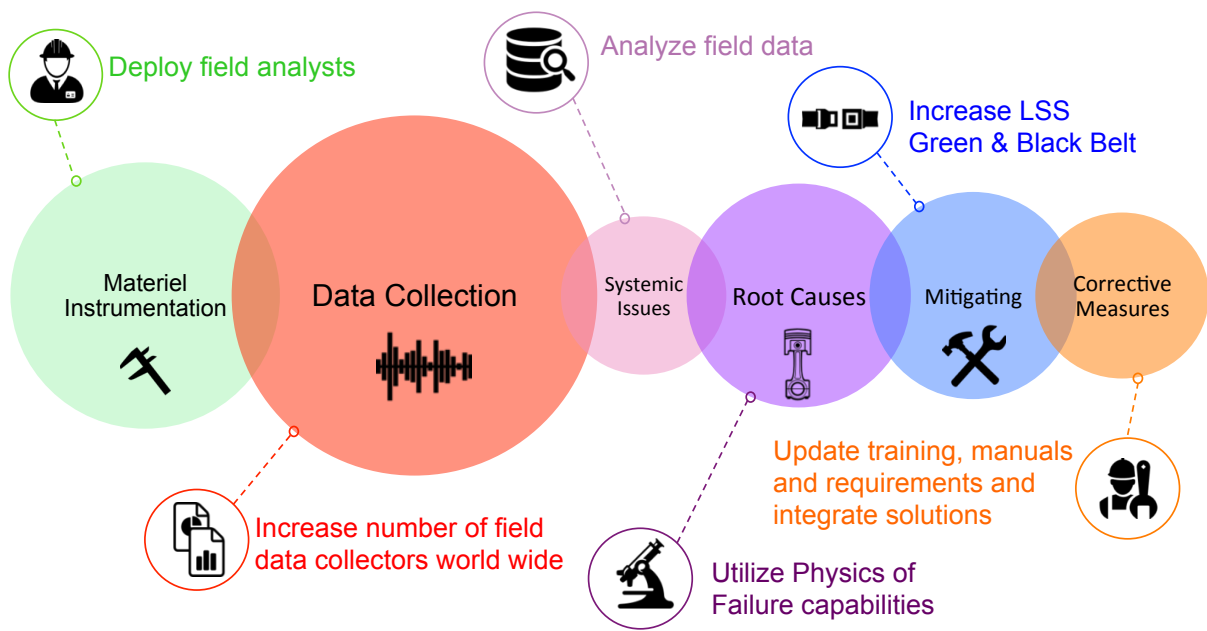 Deploy field analysts
Analyze field data
Increase LSS
Green & Black Belt
Materiel
Instrumentation
Data Collection
Systemic
Issues
Root Causes
Mitigating
Corrective
Measures
Increase number of field
data collectors world wide
Utilize Physics of
Failure capabilities
Update training, manuals
and requirements and
integrate solutions